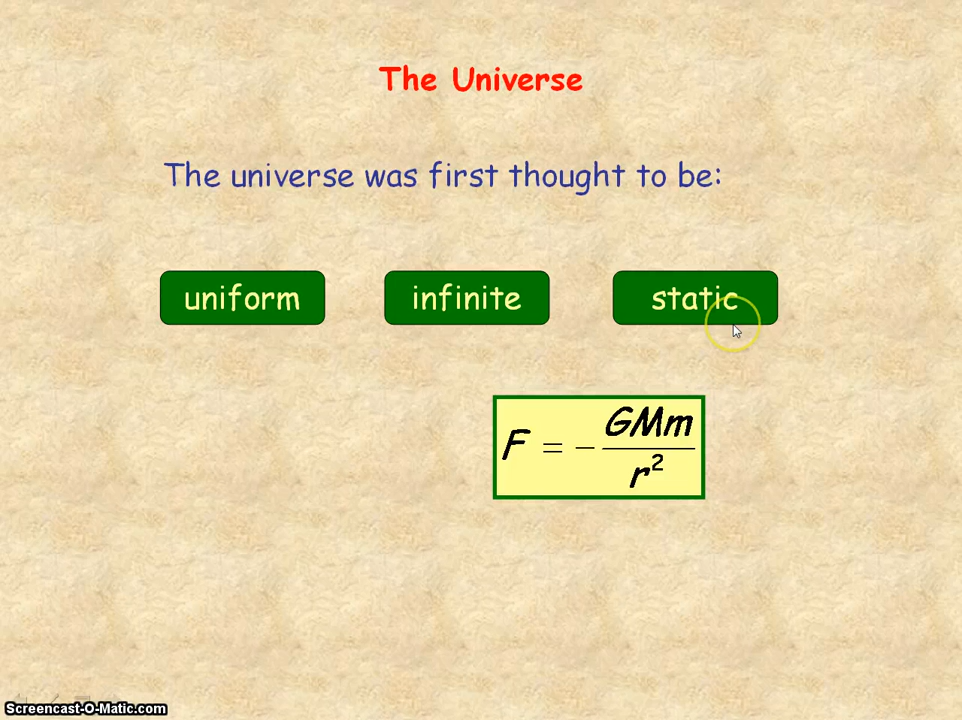 The Universe
The universe was first thought to be:
uniform infinite static
F = - GMm / r²
Screencast-O-Matic.com